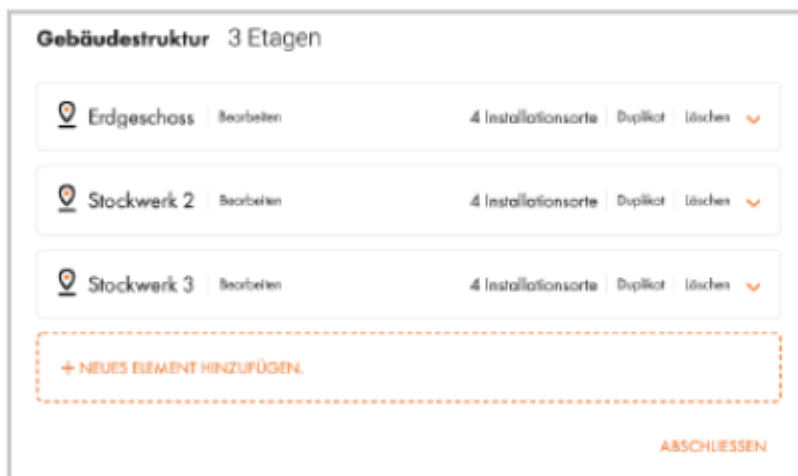 Gebäudestruktur 3 Etagen
Erdgeschoss Bearbeiten 4 Installationsorte Duplikat Löschen
Stockwerk 2 Bearbeiten 4 Installationsorte Duplikat Löschen
Stockwerk 3 Bearbeiten 4 Installationsorte Duplikat Löschen
+ NEUES ELEMENT HINZUFÜGEN.
ABSCHLIESSEN